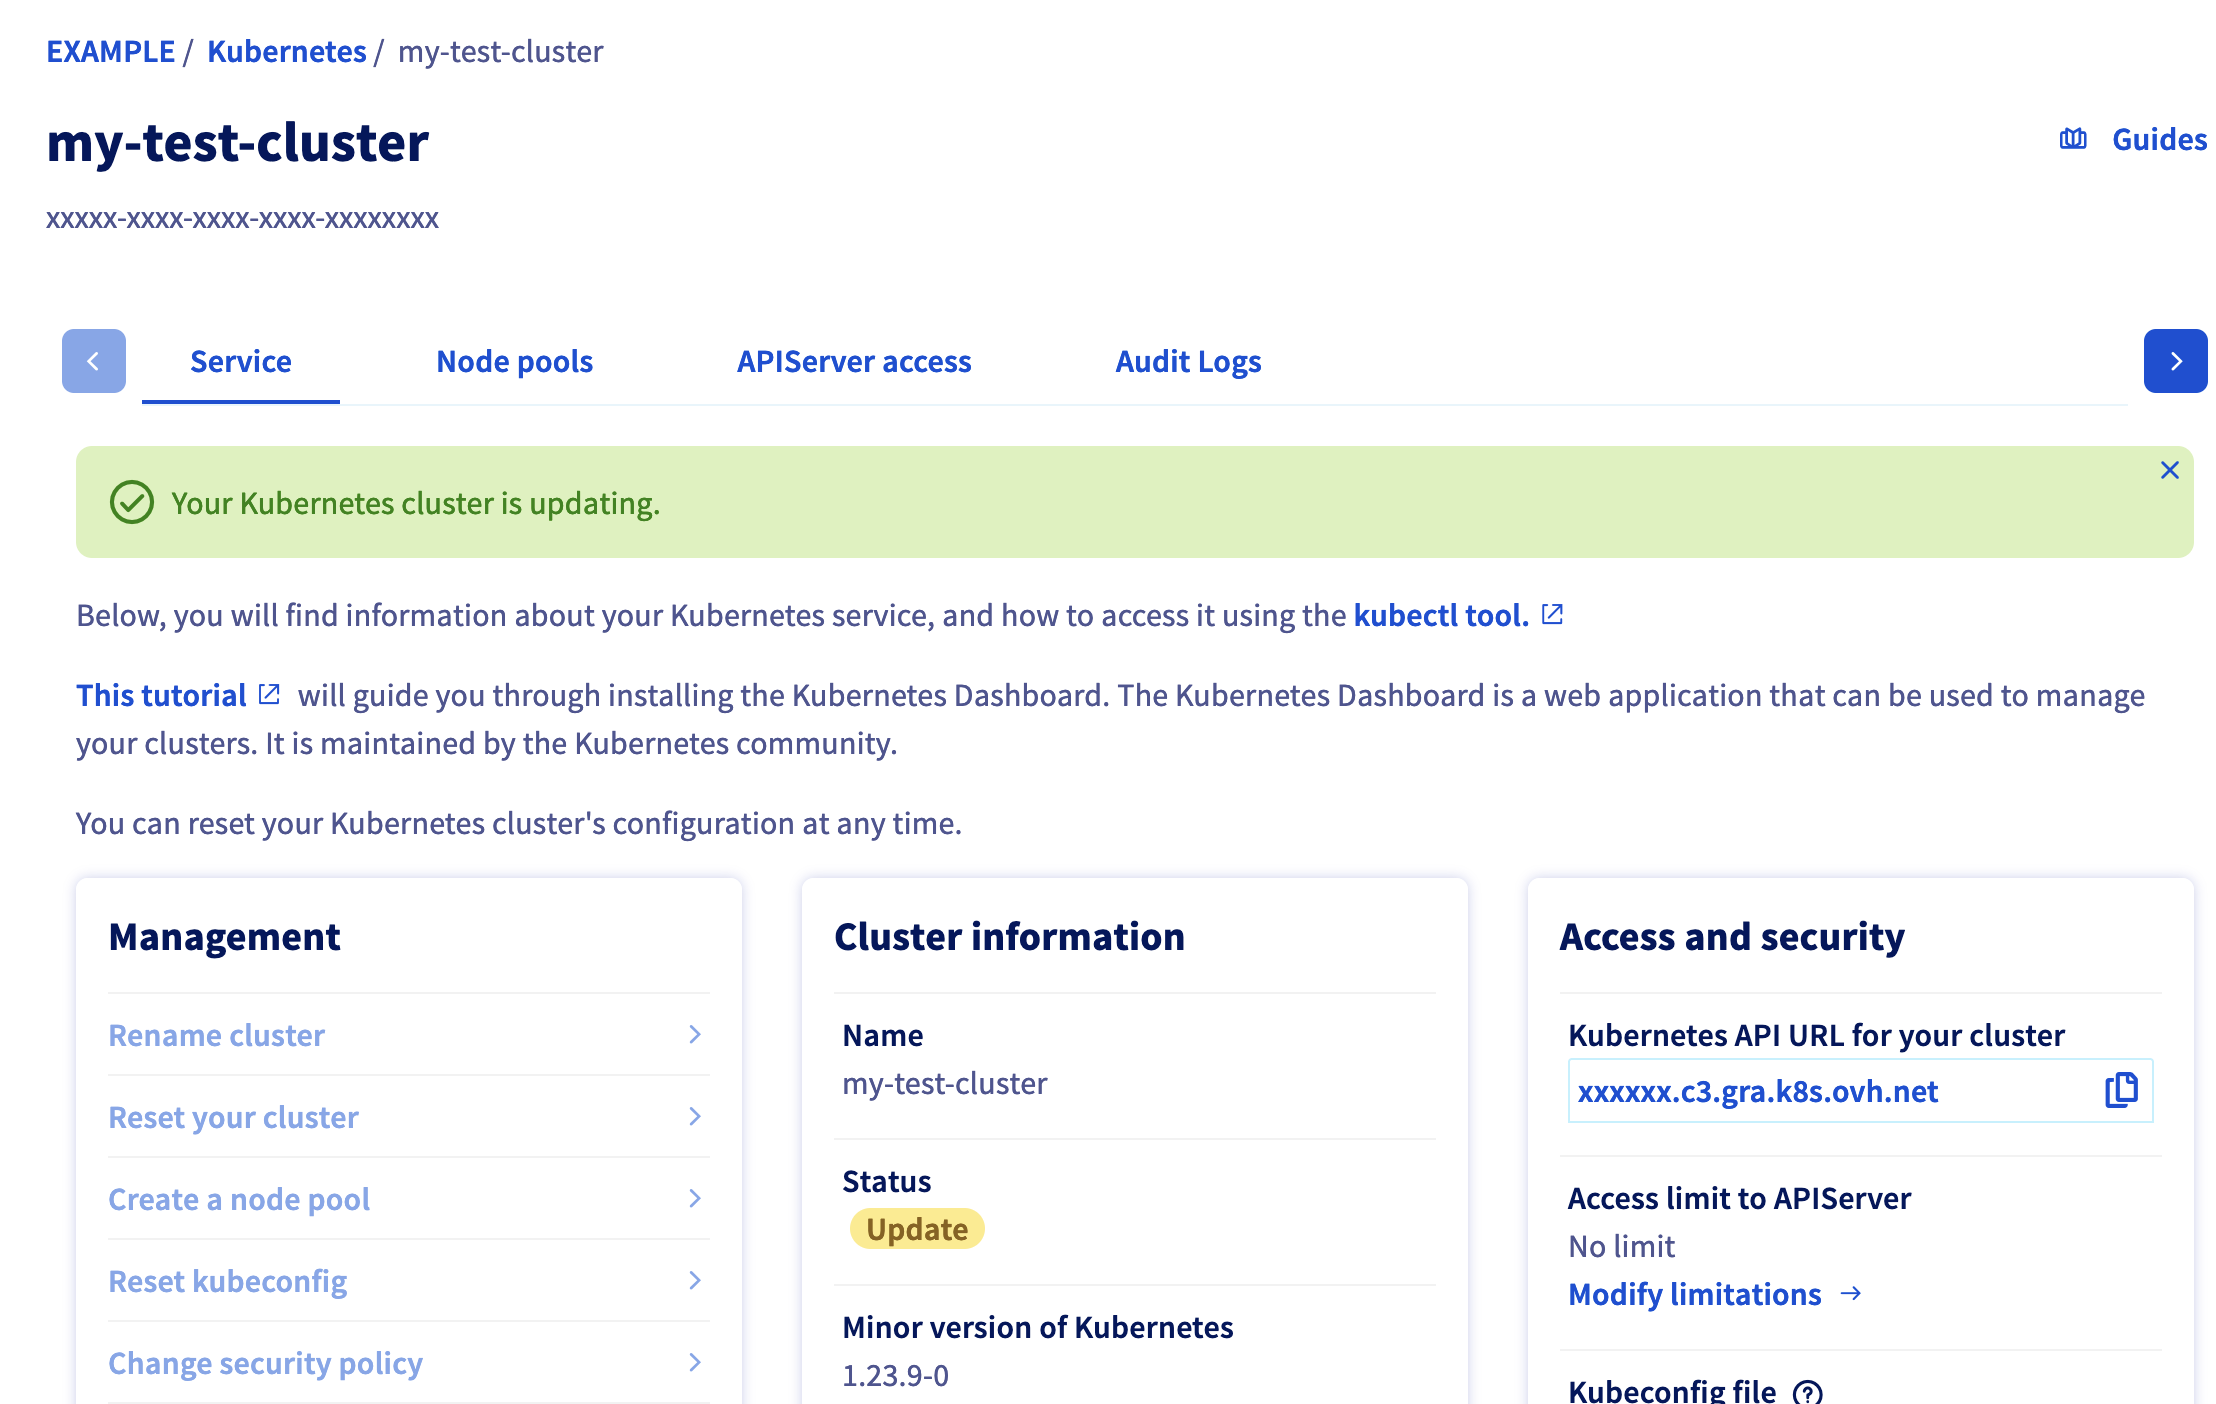 EXAMPLE / Kubernetes / my-test-cluster
my-test-cluster
Guides
xxxxx-xxxx-xxxx-xxxx-xxxxxxxx
Service
Node pools
APIServer access
Audit Logs
Your Kubernetes cluster is updating.
Below, you will find information about your Kubernetes service, and how to access it using the kubectl tool.
This tutorial will guide you through installing the Kubernetes Dashboard. The Kubernetes Dashboard is a web application that can be used to manage
your clusters. It is maintained by the Kubernetes community.
You can reset your Kubernetes cluster's configuration at any time.
Management
Rename cluster
Reset your cluster
Create a node pool
Reset kubeconfig
Change security policy
Cluster information
Name
my-test-cluster
Status
Update
Minor version of Kubernetes
1.23.9-0
Access and security
Kubernetes API URL for your cluster
xxxxxx.c3.gra.k8s.ovh.net
Access limit to APIServer
No limit
Modify limitations
Kubeconfig file